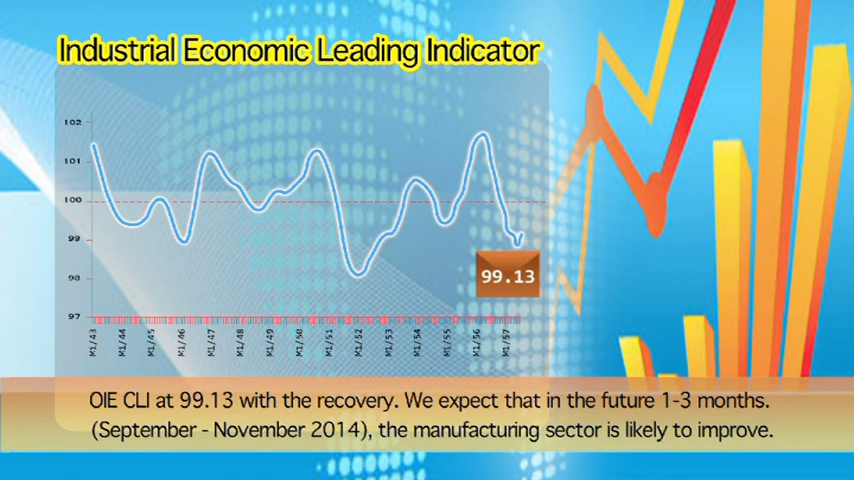 Industrial Economic Leading Indicator
102
101
100
99
98
97
M1/43
M1/44
M1/45
M1/46
M1/47
M1/48
M1/49
M1/50
M1/51
M1/52
M1/53
M1/54
M1/55
M1/56
M1/57
99.13
OIE CLI at 99.13 with the recovery. We expect that in the future 1-3 months.
(September - November 2014), the manufacturing sector is likely to improve.